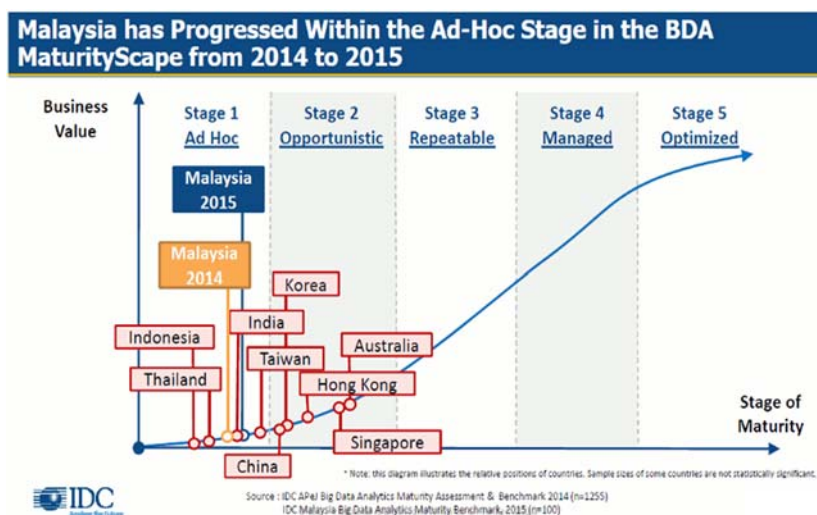 Malaysia has Progressed Within the Ad-Hoc Stage in the BDA
MaturityScape from 2014 to 2015
Business
Value
Stage 1
Ad Hoc
Stage 2
Opportunistic
Stage 3
Repeatable
Stage 4
Managed
Stage 5
Optimized
Malaysia
2015
Malaysia
2014
Korea
India
Indonesia
Australia
Taiwan
Thailand
Hong Kong
Singapore
China
Stage of
Maturity
* Note: this diagram illustrates the relative positions of countries. Sample sizes of some countries are not statistically significant.
IDC
Analyze the Future
Source : IDC APeJ Big Data Analytics Maturity Assessment & Benchmark 2014 (n=1255)
IDC Malaysia Big Data Analytics Maturity Benchmark, 2015 (n=100)